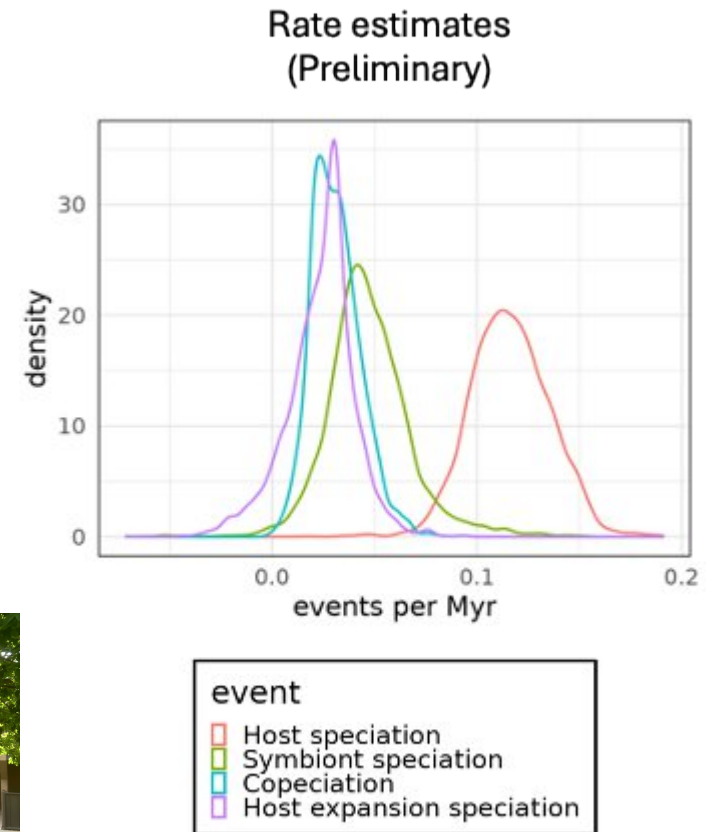 Rate estimates
(Preliminary)
density
30
20
10
0
0.0 0.1 0.2
events per Myr
event
Host speciation
Symbiont speciation
Copeciation
Host expansion speciation